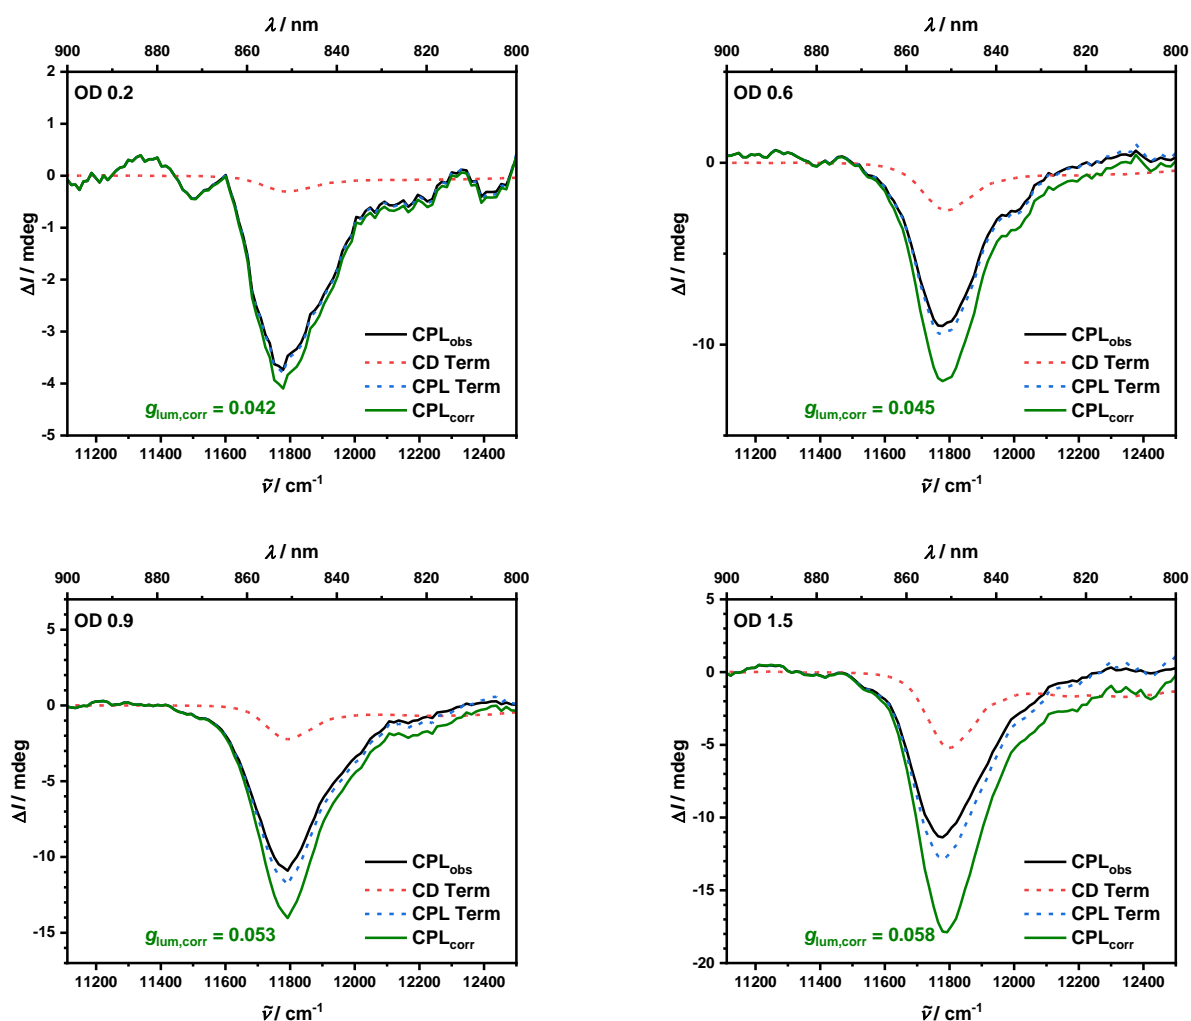 λ / nm
900 880 860 840 820 800
OD 0.2
2
1
0
-1
-2
-3
-4
-5
ΔI / mdeg
CPLobs
CD Term
CPL Term
CPLcorr
glum,corr = 0.042
11200 11400 11600 11800 12000 12200 12400
ṽ / cm-1
λ / nm
900 880 860 840 820 800
OD 0.6
0
-10
ΔI / mdeg
CPLobs
CD Term
CPL Term
CPLcorr
glum,corr = 0.045
11200 11400 11600 11800 12000 12200 12400
ṽ / cm-1
λ / nm
900 880 860 840 820 800
OD 0.9
5
0
-5
-10
-15
ΔI / mdeg
CPLobs
CD Term
CPL Term
CPLcorr
glum,corr = 0.053
11200 11400 11600 11800 12000 12200 12400
ṽ / cm-1
λ / nm
900 880 860 840 820 800
OD 1.5
5
0
-5
-10
-15
-20
ΔI / mdeg
CPLobs
CD Term
CPL Term
CPLcorr
glum,corr = 0.058
11200 11400 11600 11800 12000 12200 12400
ṽ / cm-1